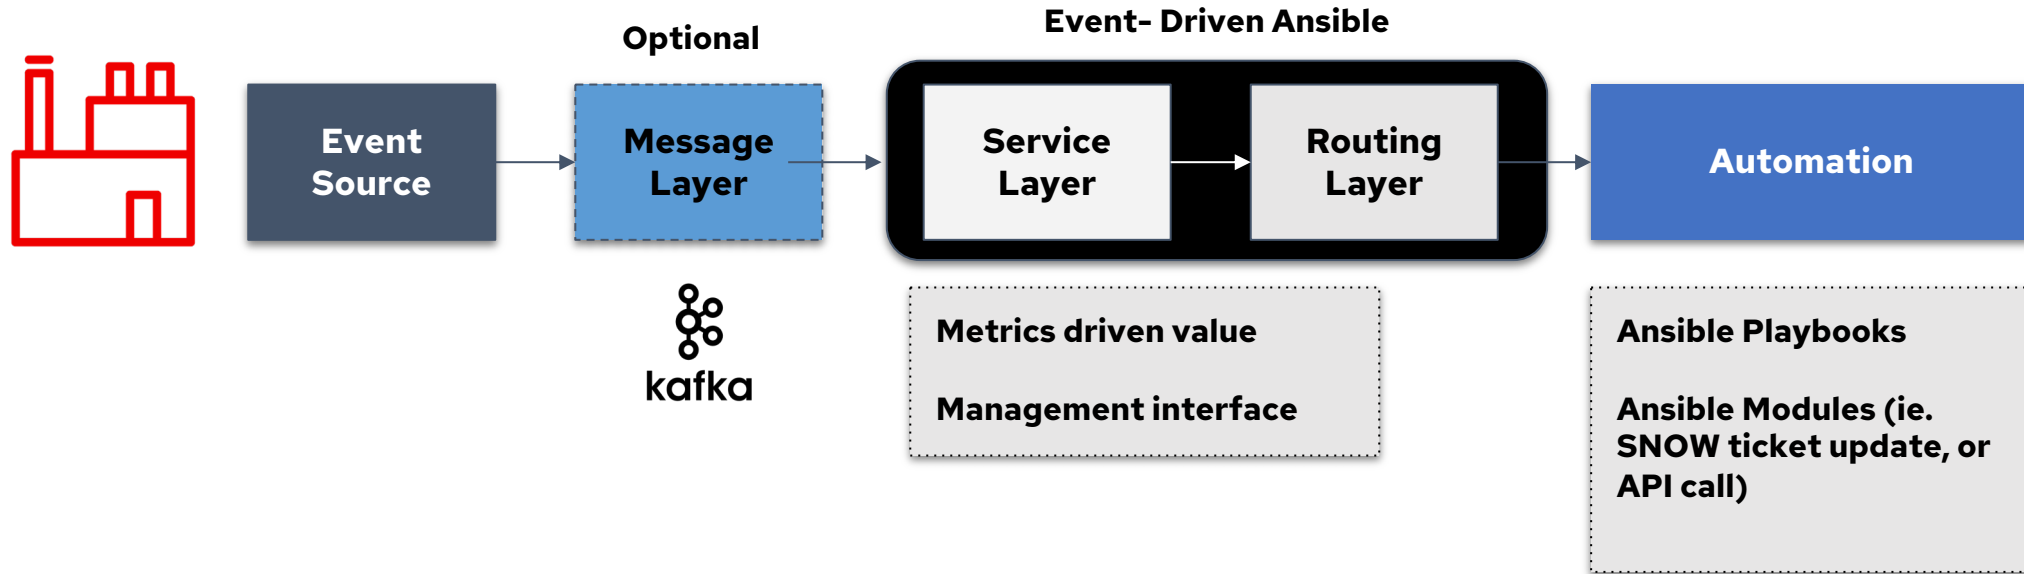 Optional
Event- Driven Ansible
Event
Source
Message
Layer
Service
Layer
Routing
Layer
Automation
kafka
Metrics driven value
Management interface
Ansible Playbooks
Ansible Modules (ie.
SNOW ticket update, or
API call)